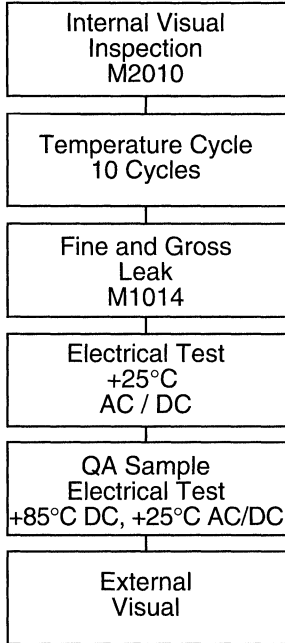 Internal Visual
Inspection
M2010
Temperature Cycle
10 Cycles
Fine and Gross
Leak
M1014
Electrical Test
+25°C
AC / DC
QA Sample
Electrical Test
+85°C DC, +25°C AC/DC
External
Visual